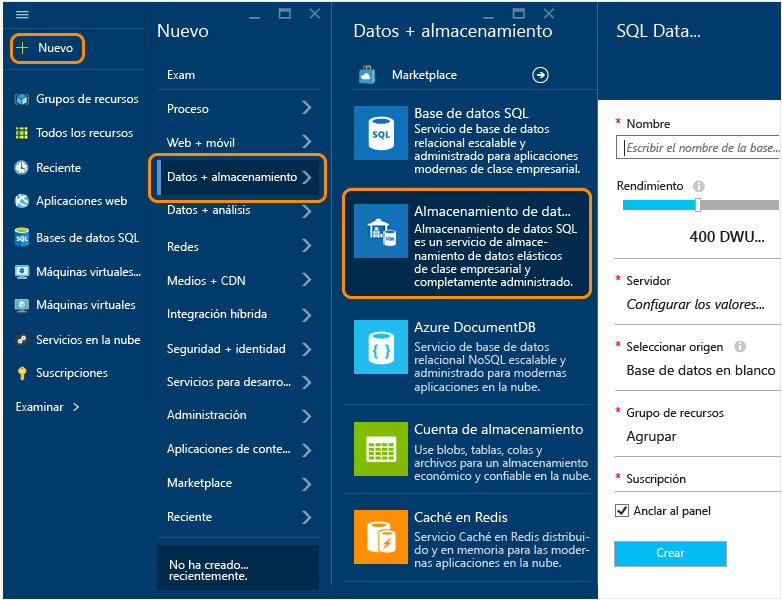 Nuevo
Grupos de recursos
Todos los recursos
Reciente
Aplicaciones web
Bases de datos SQL
Máquinas virtuales...
Máquinas virtuales
Servicios en la nube
Suscripciones
Examinar
Nuevo
Exam
Proceso
Web + móvil
Datos + almacenamiento
Datos + análisis
Redes
Medios + CDN
Integración híbrida
Seguridad + identidad
Servicios para desarro...
Administración
Aplicaciones de conte...
Marketplace
Reciente
No ha creado...
recientemente.
Datos + almacenamiento
Marketplace
SQL
Base de datos SQL
Servicio de base de datos
relacional escalable y
administrado para aplicaciones
modernas de clase empresarial.
SQL
Almacenamiento de dat...
Almacenamiento de datos SQL
es un servicio de almace-
namiento de datos elásticos
de clase empresarial y
completamente administrado.
Azure DocumentDB
Servicio de base de datos
relacional NoSQL escalable y
administrado para modernas
aplicaciones en la nube.
Cuenta de almacenamiento
Use blobs, tablas, colas y
archivos para un almacenamiento
económico y confiable en la nube.
Caché en Redis
Servicio Caché en Redis distribui-
do y en memoria para las moder-
nas aplicaciones en la nube.
SQL Data...
* Nombre
Escribir el nombre de la base...
Rendimiento
400 DWU...
* Servidor
Configurar los valores...
* Seleccionar origen
Base de datos en blanco
* Grupo de recursos
Agrupar
* Suscripción
Anclar al panel
Crear